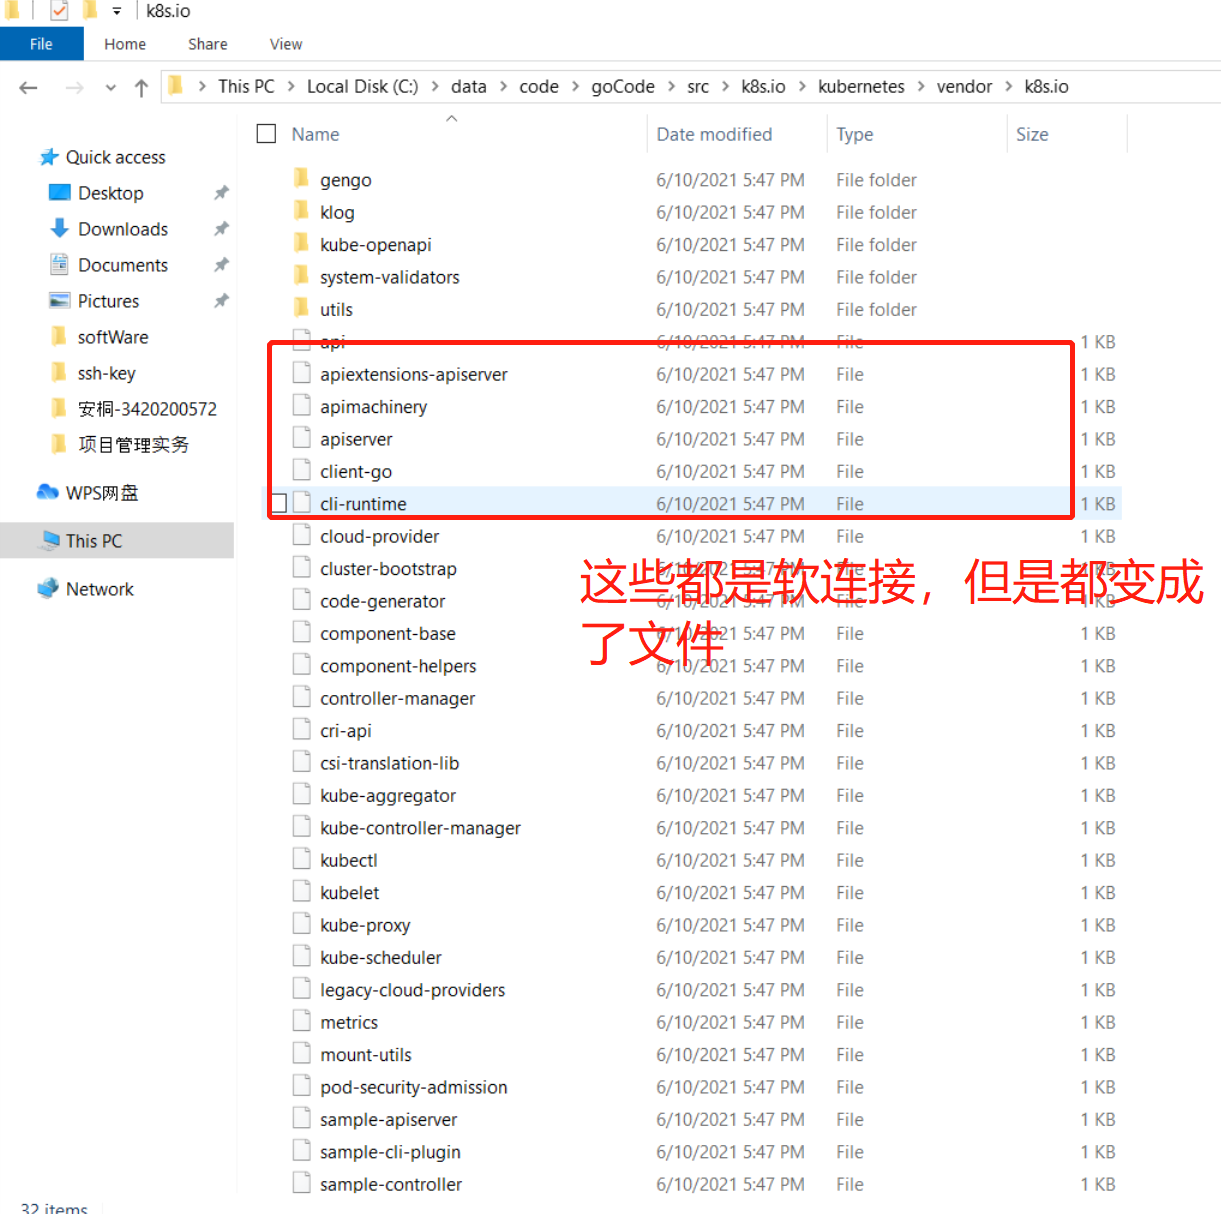 k8s.io
File Home Share View
This PC Local Disk (C:) data code goCode src k8s.io kubernetes vendor k8s.io
Name Date modified Type Size
Quick access
Desktop
Downloads
Documents
Pictures
softWare
ssh-key
安桐-3420200572
项目管理实务
WPS网盘
This PC
Network
gengo 6/10/2021 5:47 PM File folder
klog 6/10/2021 5:47 PM File folder
kube-openapi 6/10/2021 5:47 PM File folder
system-validators 6/10/2021 5:47 PM File folder
utils 6/10/2021 5:47 PM File folder
api 6/10/2021 5:47 PM File 1 KB
apiextensions-apiserver 6/10/2021 5:47 PM File 1 KB
apimachinery 6/10/2021 5:47 PM File 1 KB
apiserver 6/10/2021 5:47 PM File 1 KB
client-go 6/10/2021 5:47 PM File 1 KB
cli-runtime 6/10/2021 5:47 PM File 1 KB
cloud-provider 6/10/2021 5:47 PM File 1 KB
cluster-bootstrap 6/10/2021 5:47 PM File 1 KB
code-generator 6/10/2021 5:47 PM File 1 KB
component-base 6/10/2021 5:47 PM File 1 KB
component-helpers 6/10/2021 5:47 PM File 1 KB
controller-manager 6/10/2021 5:47 PM File 1 KB
cri-api 6/10/2021 5:47 PM File 1 KB
csi-translation-lib 6/10/2021 5:47 PM File 1 KB
kube-aggregator 6/10/2021 5:47 PM File 1 KB
kube-controller-manager 6/10/2021 5:47 PM File 1 KB
kubectl 6/10/2021 5:47 PM File 1 KB
kubelet 6/10/2021 5:47 PM File 1 KB
kube-proxy 6/10/2021 5:47 PM File 1 KB
kube-scheduler 6/10/2021 5:47 PM File 1 KB
legacy-cloud-providers 6/10/2021 5:47 PM File 1 KB
metrics 6/10/2021 5:47 PM File 1 KB
mount-utils 6/10/2021 5:47 PM File 1 KB
pod-security-admission 6/10/2021 5:47 PM File 1 KB
sample-apiserver 6/10/2021 5:47 PM File 1 KB
sample-cli-plugin 6/10/2021 5:47 PM File 1 KB
sample-controller 6/10/2021 5:47 PM File 1 KB
这些都是软连接，但是都变成
了文件
32 items